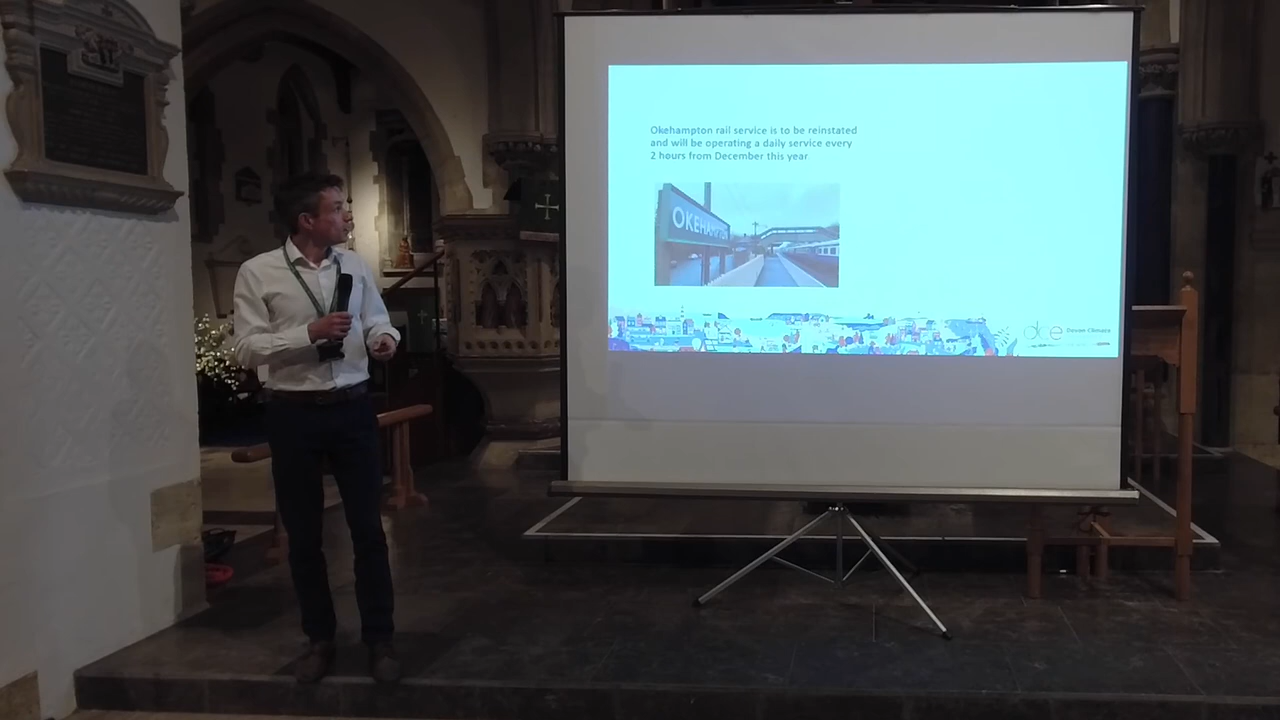 Okehampton rail service is to be reinstated
and will be operating a daily service every
2 hours from December this year
OKEHAMPTON
Devon Climate